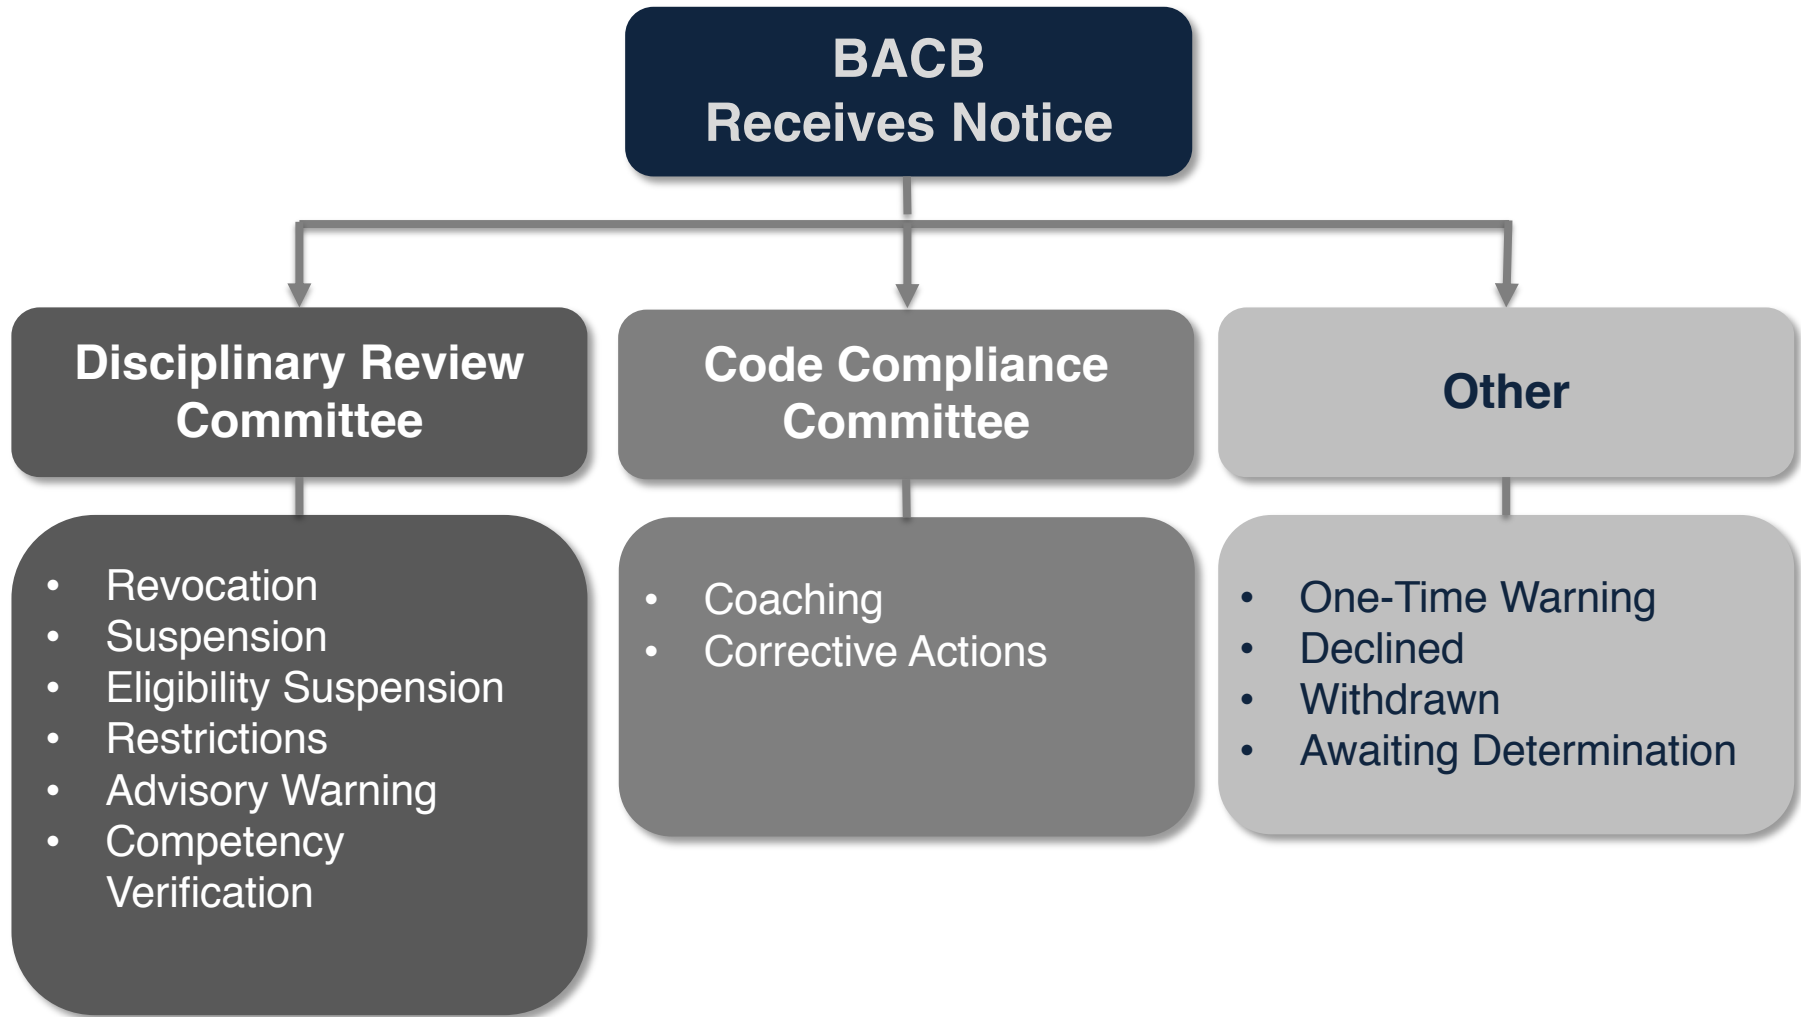 BACB
Receives Notice
Disciplinary Review
Committee
• Revocation
• Suspension
• Eligibility Suspension
• Restrictions
• Advisory Warning
• Competency
Verification
Code Compliance
Committee
• Coaching
• Corrective Actions
Other
• One-Time Warning
• Declined
• Withdrawn
• Awaiting Determination